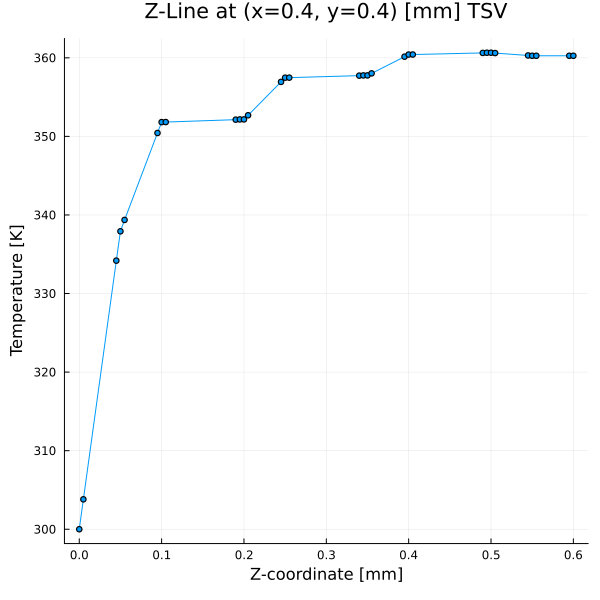 Z-Line at (x=0.4, y=0.4) [mm] TSV
Temperature [K]
360
350
340
330
320
310
300
0.0 0.1 0.2 0.3 0.4 0.5 0.6
Z-coordinate [mm]